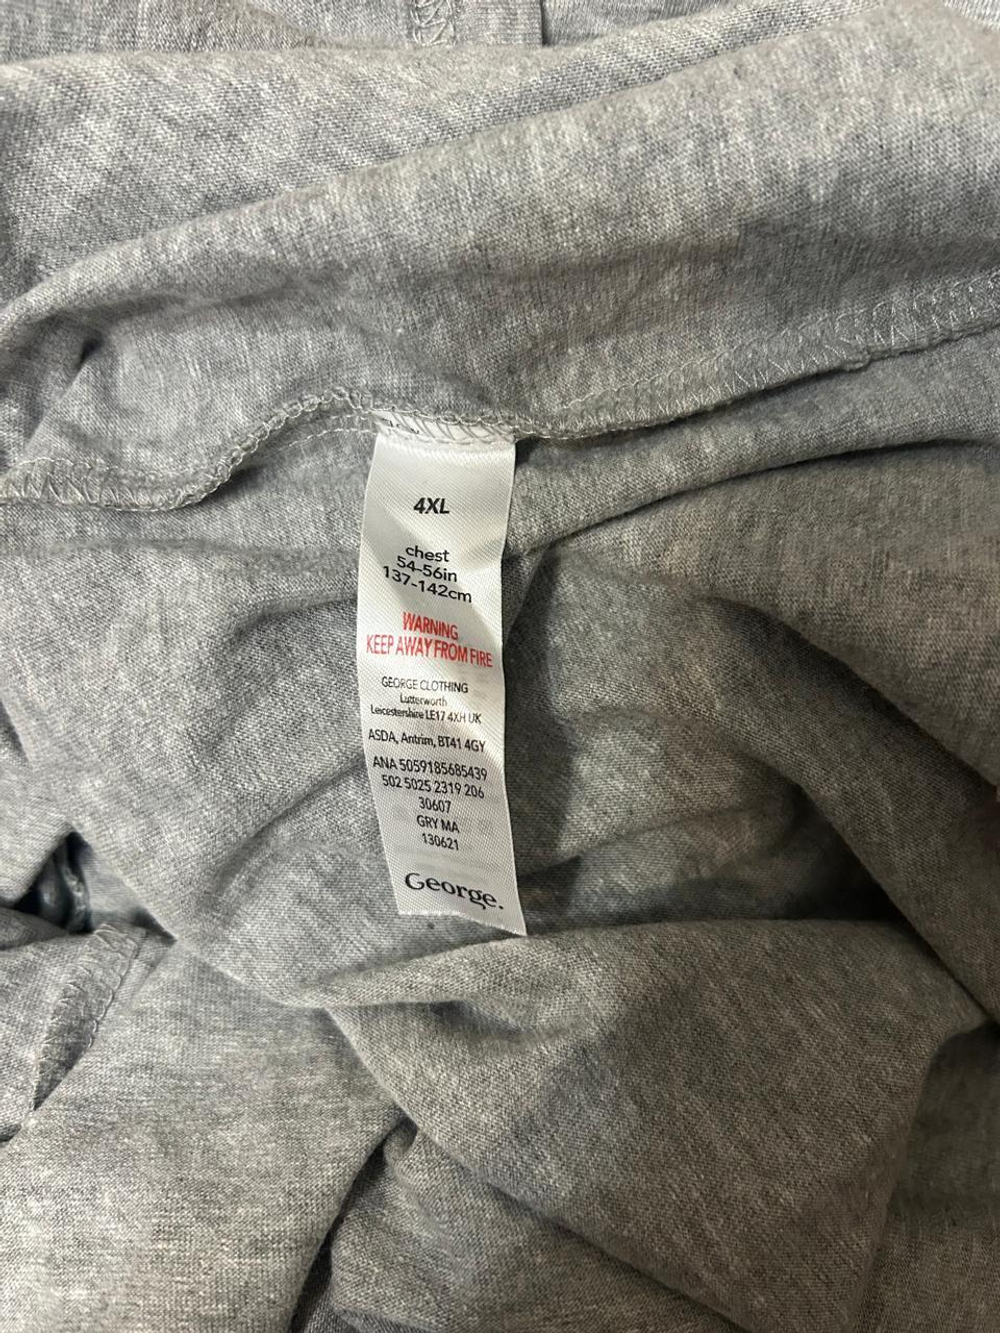 4XL
chest
54-56in
137-142cm
WARNING
KEEP AWAY FROM FIRE
GEORGE CLOTHING
Lutterworth
Leicestershire LE17 4XH UK
ASDA, Antrim, BT41 4GY
ANA 5059185685439
502 5025 2319 206
30607
GRY MA
130621
George.